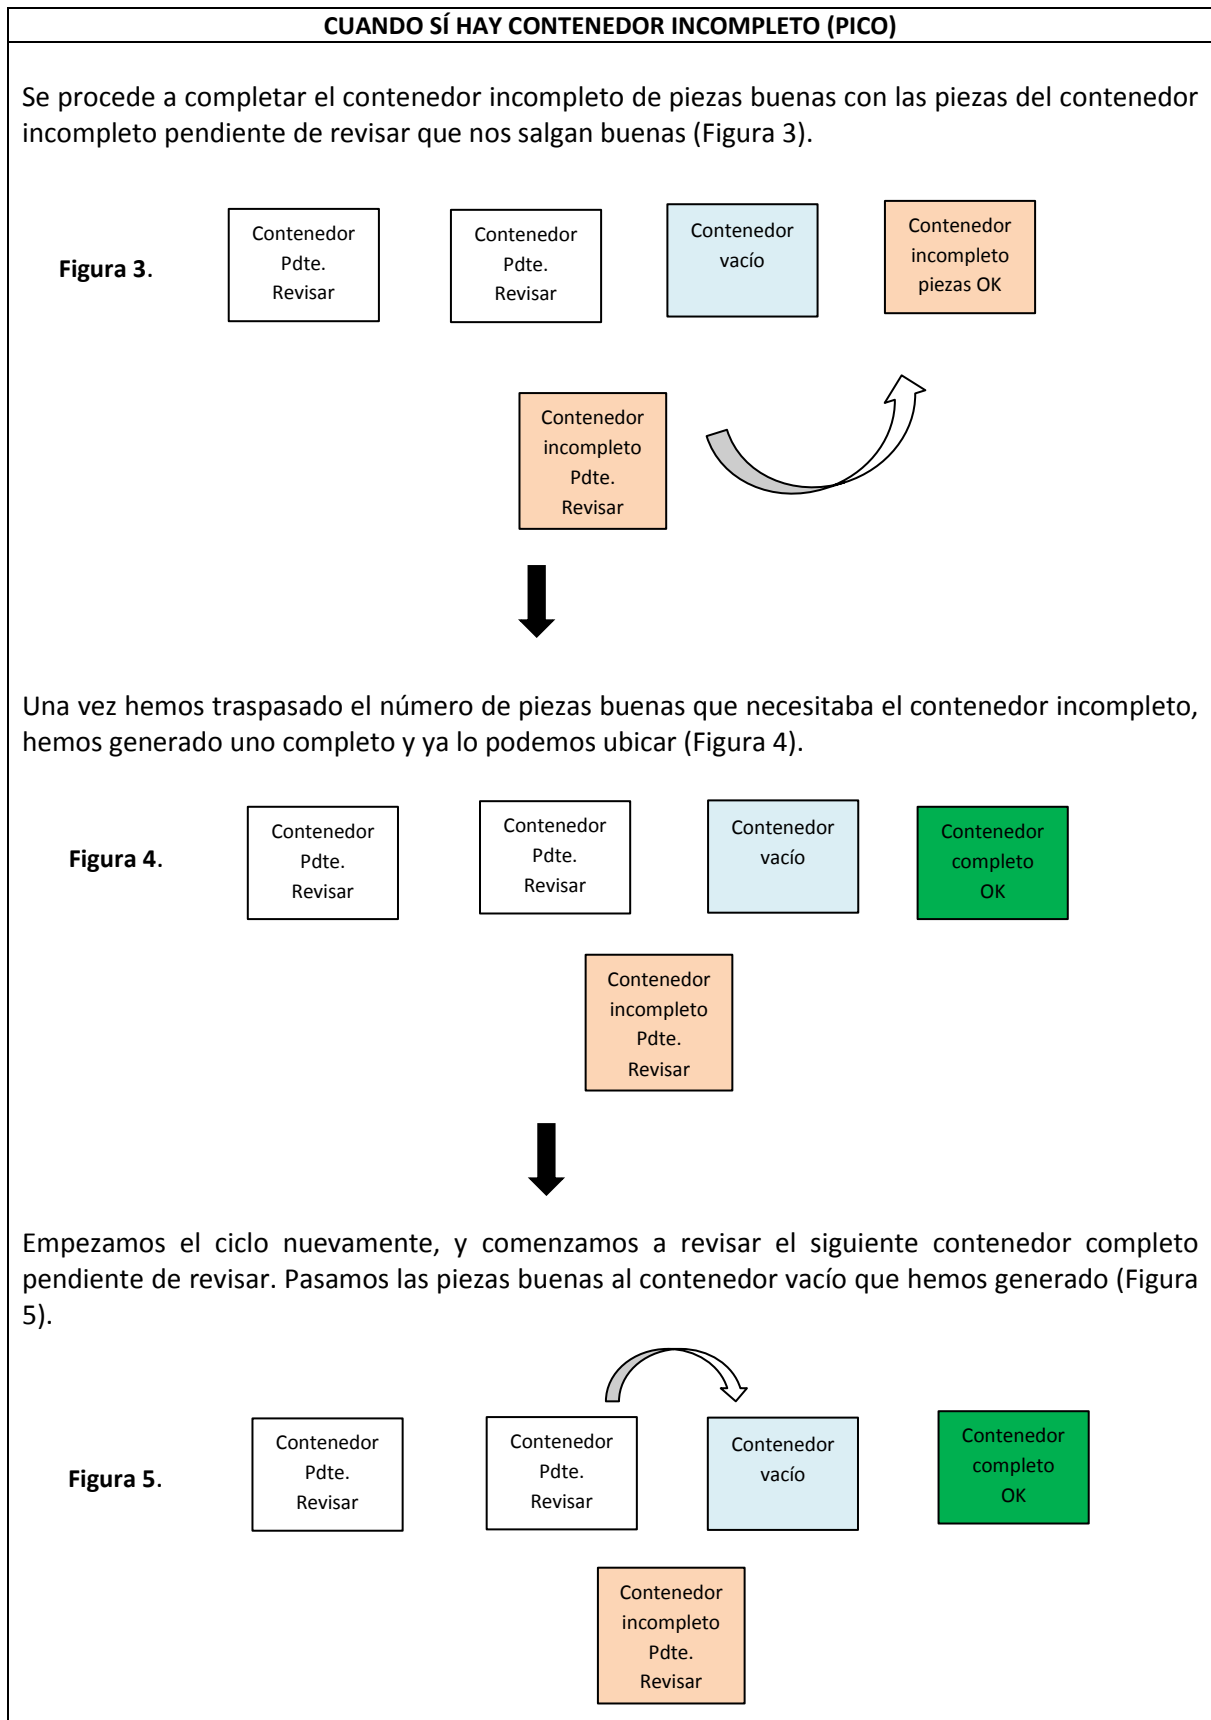 CUANDO SÍ HAY CONTENEDOR INCOMPLETO (PICO)
Se procede a completar el contenedor incompleto de piezas buenas con las piezas del contenedor
incompleto pendiente de revisar que nos salgan buenas (Figura 3).
Figura 3.
Contenedor
Pdte.
Revisar
Contenedor
Pdte.
Revisar
Contenedor
vacío
Contenedor
incompleto
piezas OK
Contenedor
incompleto
Pdte.
Revisar
Una vez hemos traspasado el número de piezas buenas que necesitaba el contenedor incompleto,
hemos generado uno completo y ya lo podemos ubicar (Figura 4).
Figura 4.
Contenedor
Pdte.
Revisar
Contenedor
Pdte.
Revisar
Contenedor
vacío
Contenedor
completo
OK
Contenedor
incompleto
Pdte.
Revisar
Empezamos el ciclo nuevamente, y comenzamos a revisar el siguiente contenedor completo
pendiente de revisar. Pasamos las piezas buenas al contenedor vacío que hemos generado (Figura
5).
Figura 5.
Contenedor
Pdte.
Revisar
Contenedor
Pdte.
Revisar
Contenedor
vacío
Contenedor
completo
OK
Contenedor
incompleto
Pdte.
Revisar